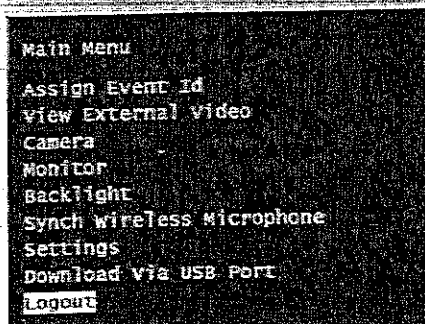 Main Menu
Assign Event Id
View External Video
Camera
Monitor
Backlight
Synch Wireless Microphone
Settings
Download Via USB Port
Logout